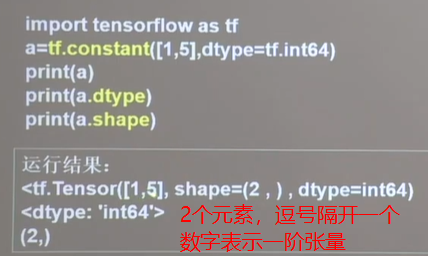 import tensorflow as tf
a=tf.constant([1,5],dtype=tf.int64)
print(a)
print(a.dtype)
print(a.shape)
运行结果：
<tf.Tensor([1,5], shape=(2 , ) , dtype=int64)
<dtype: 'int64'>
2个元素，逗号隔开一个
(2,)
数字表示一阶张量